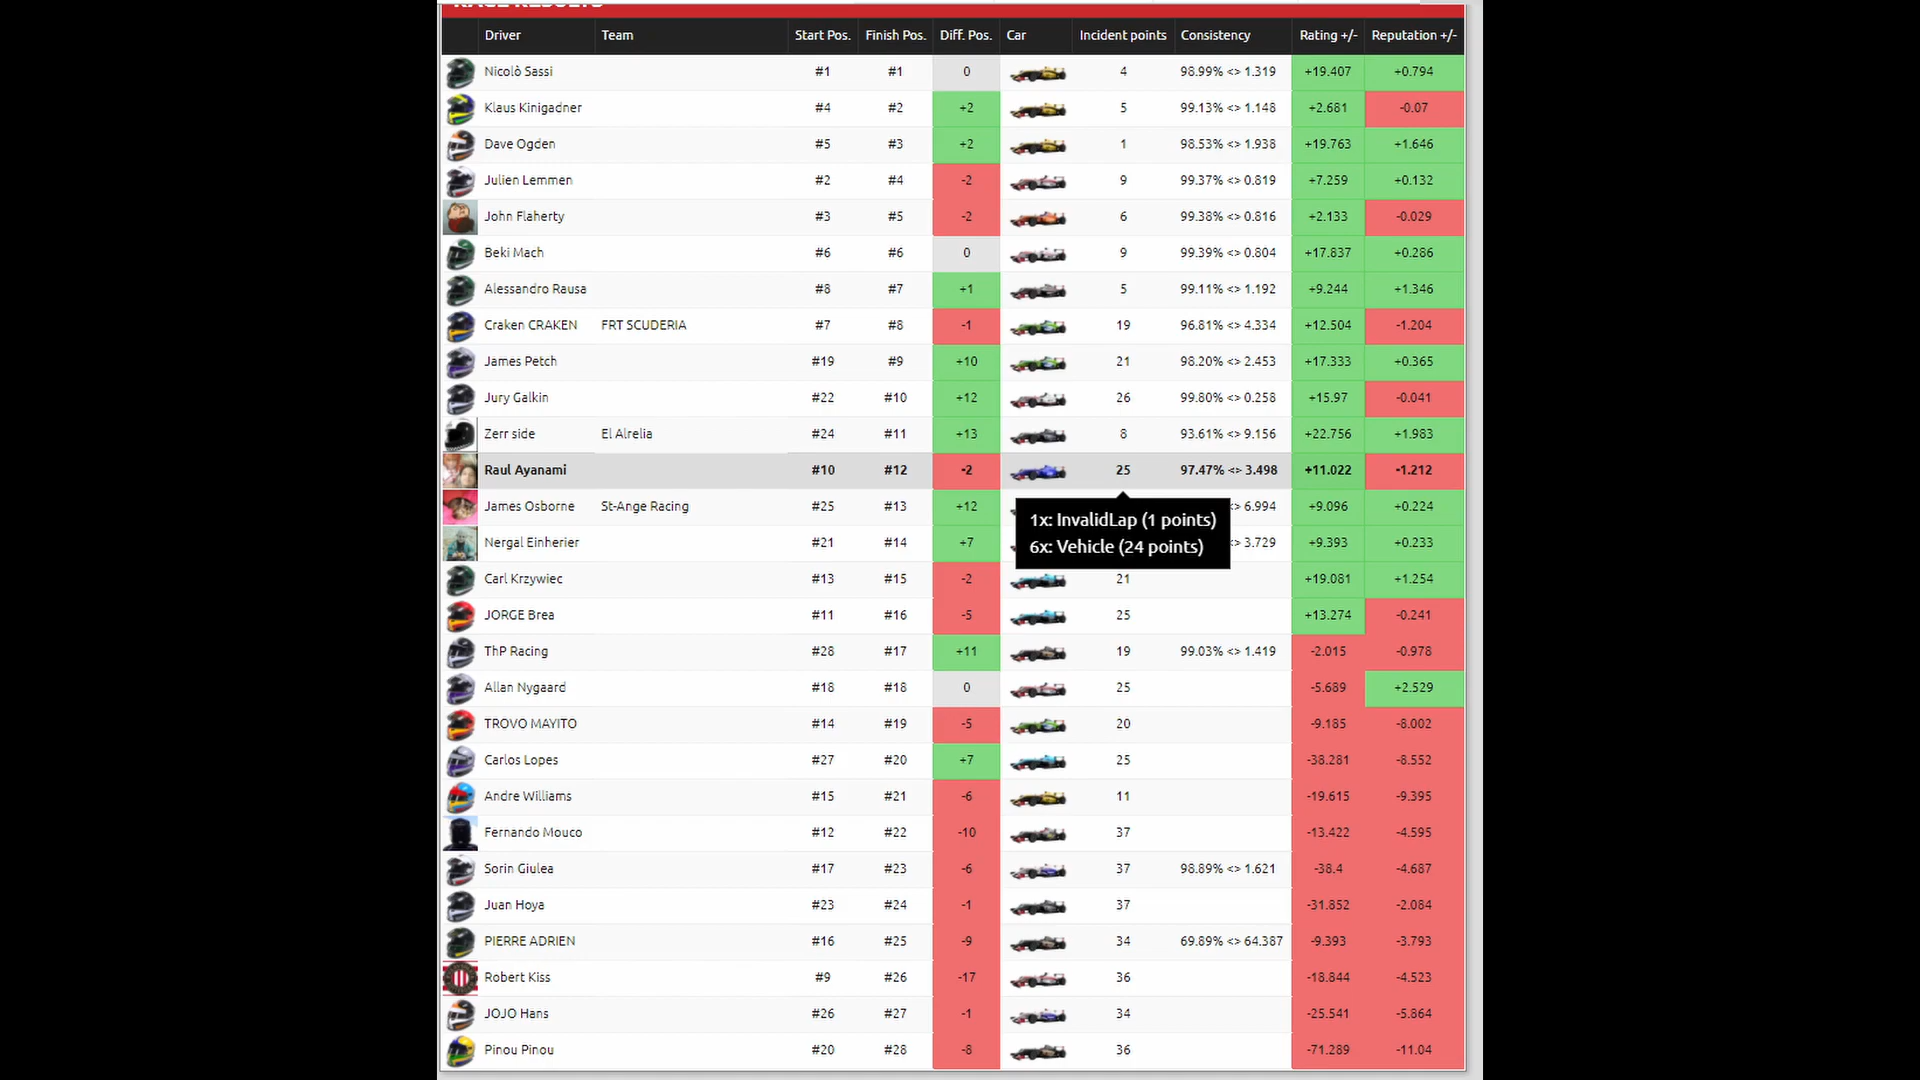 Driver Team Start Pos. Finish Pos. Diff. Pos. Car Incident points Consistency Rating +/- Reputation +/-
Nicolò Sassi #1 #1 0 4 98.99% <> 1.319 +19.407 +0.794
Klaus Kinigadner #4 #2 +2 5 99.13% <> 1.148 +2.681 -0.07
Dave Ogden #5 #3 +2 1 98.53% <> 1.938 +19.763 +1.646
Julien Lemmen #2 #4 -2 9 99.37% <> 0.819 +7.259 +0.132
John Flaherty #3 #5 -2 6 99.38% <> 0.816 +2.133 -0.029
Beki Mach #6 #6 0 9 99.39% <> 0.804 +17.837 +0.286
Alessandro Rausa #8 #7 +1 5 99.11% <> 1.192 +9.244 +1.346
Craken CRAKEN FRT SCUDERIA #7 #8 -1 19 96.81% <> 4.334 +12.504 -1.204
James Petch #19 #9 +10 21 98.20% <> 2.453 +17.333 +0.365
Jury Galkin #22 #10 +12 26 99.80% <> 0.258 +15.97 -0.041
Zerr side El Alrelia #24 #11 +13 8 93.61% <> 9.156 +22.756 +1.983
Raul Ayanami #10 #12 -2 25 97.47% <> 3.498 +11.022 -1.212
James Osborne St-Ange Racing #25 #13 +12 <> 6.994 +9.096 +0.224
1x: InvalidLap (1 points)
Nergal Einherier #21 #14 +7 <> 3.729 +9.393 +0.233
6x: Vehicle (24 points)
Carl Krzywiec #13 #15 -2 21 +19.081 +1.254
JORGE Brea #11 #16 -5 25 +13.274 -0.241
ThP Racing #28 #17 +11 19 99.03% <> 1.419 -2.015 -0.978
Allan Nygaard #18 #18 0 25 -5.689 +2.529
TROVO MAYITO #14 #19 -5 20 -9.185 -8.002
Carlos Lopes #27 #20 +7 25 -38.281 -8.552
Andre Williams #15 #21 -6 11 -19.615 -9.395
Fernando Mouco #12 #22 -10 37 -13.422 -4.595
Sorin Giulea #17 #23 -6 37 98.89% <> 1.621 -38.4 -4.687
Juan Hoya #23 #24 -1 37 -31.852 -2.084
PIERRE ADRIEN #16 #25 -9 34 69.89% <> 64.387 -9.393 -3.793
Robert Kiss #9 #26 -17 36 -18.844 -4.523
JOJO Hans #26 #27 -1 34 -25.541 -5.864
Pinou Pinou #20 #28 -8 36 -71.289 -11.04